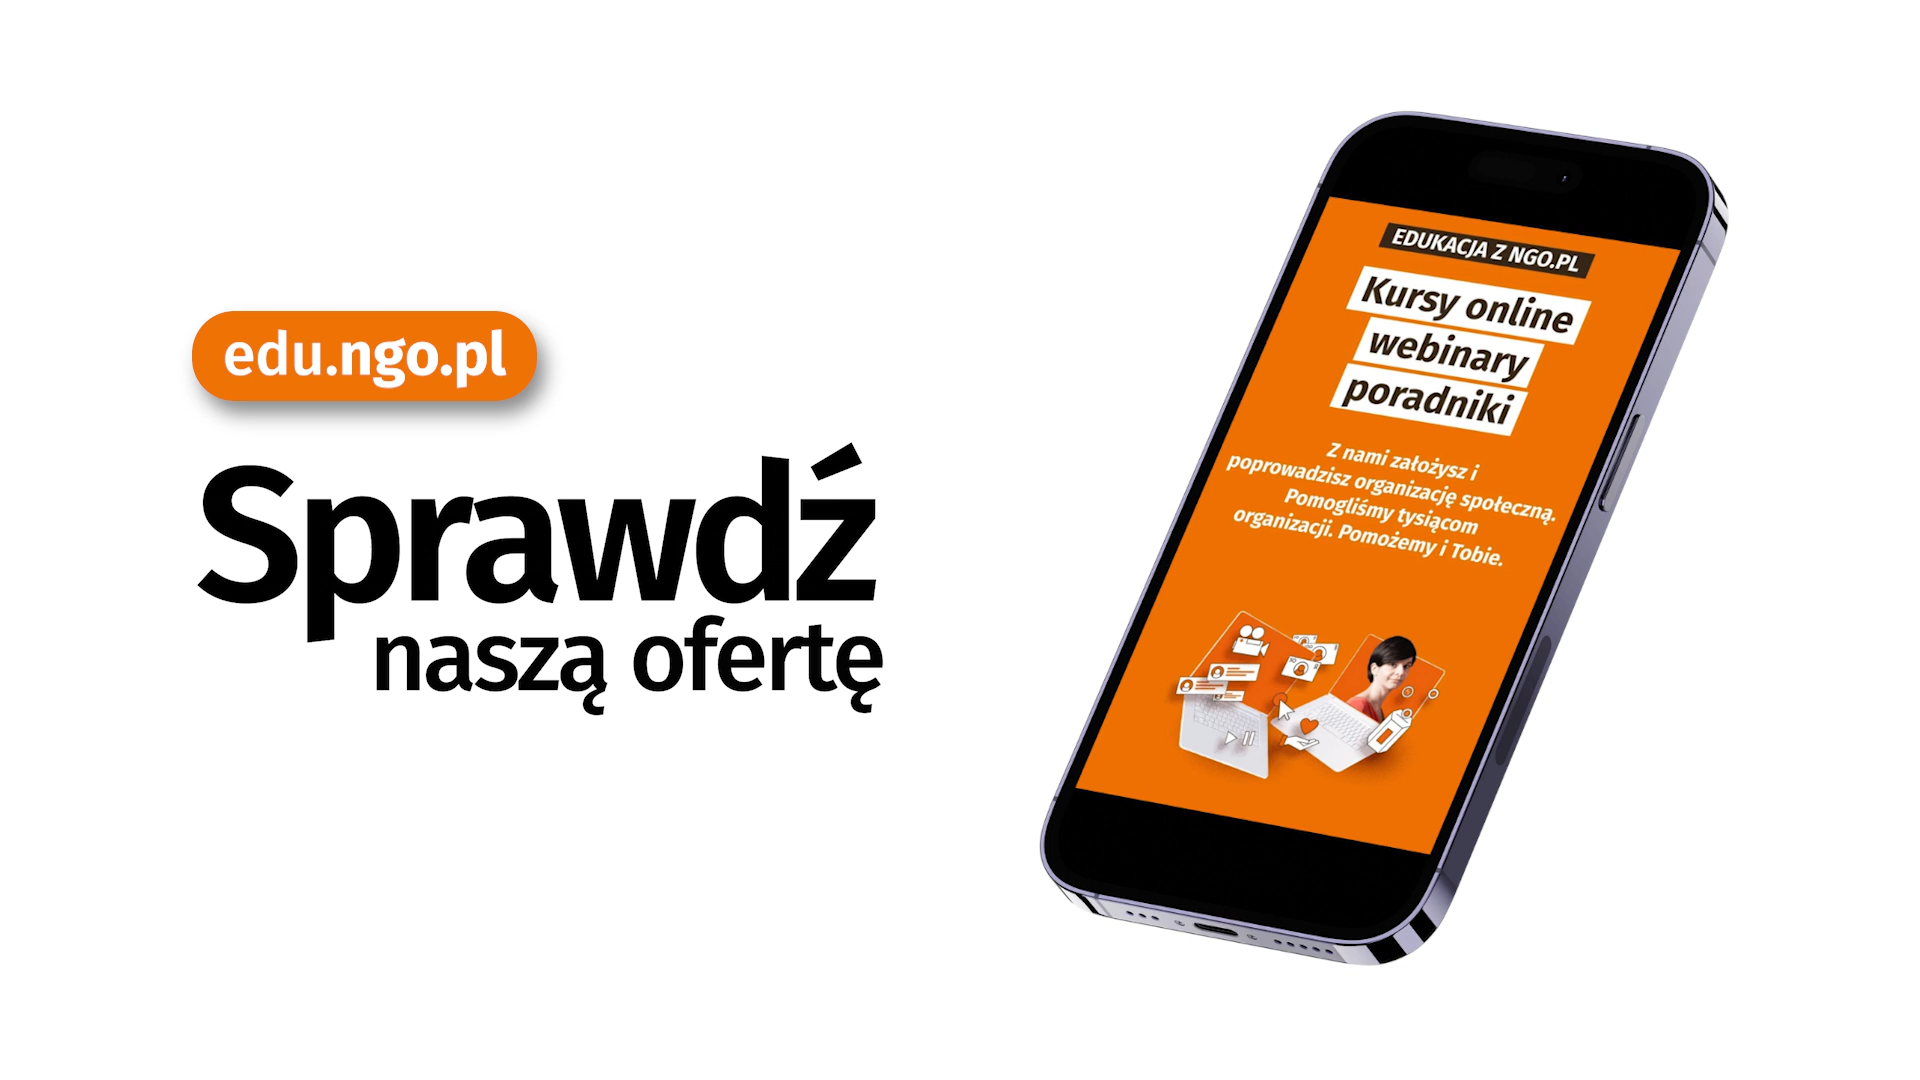 edu.ngo.pl
Sprawdź
naszą ofertę
EDUKACJA Z NGO.PL
Kursy online
webinary
poradniki
Z nami założysz i
poprowadzisz organizację społeczną.
Pomogliśmy tysiącom
organizacji. Pomożemy i Tobie.